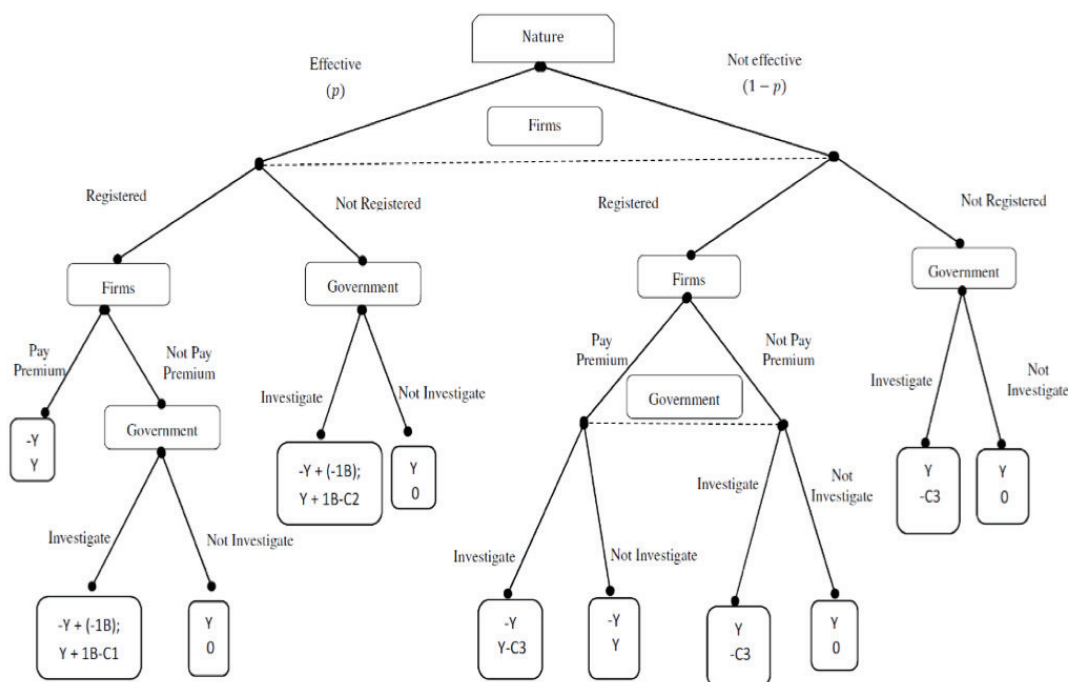 Nature
Effective
(p)
Not effective
(1 − p)
Firms
Registered
Not Registered
Registered
Not Registered
Firms
Government
Firms
Government
Pay
Premium
Not Pay
Premium
Investigate
Not Investigate
Pay
Premium
Not Pay
Premium
Investigate
Not
Investigate
Government
Government
-Y
Y
-Y + (-1B);
Y + 1B-C2
Y
0
Y
-C3
Y
0
Investigate
Not Investigate
Investigate
Not Investigate
Investigate
Not
Investigate
-Y + (-1B);
Y + 1B-C1
Y
0
-Y
Y-C3
-Y
Y
Y
-C3
Y
0